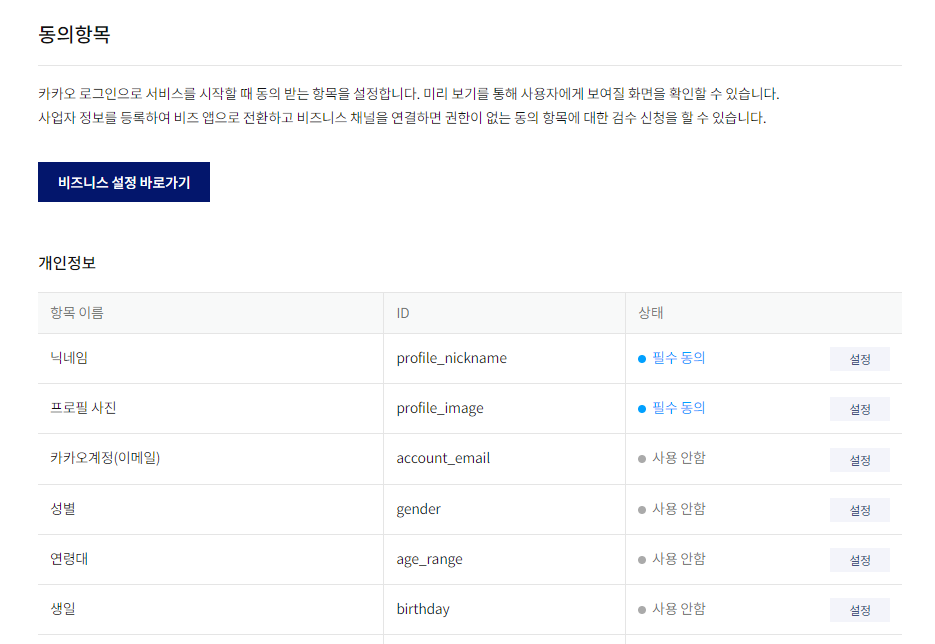 동의항목
카카오 로그인으로 서비스를 시작할 때 동의 받는 항목을 설정합니다. 미리 보기를 통해 사용자에게 보여질 화면을 확인할 수 있습니다.
사업자 정보를 등록하여 비즈 앱으로 전환하고 비즈니스 채널을 연결하면 권한이 없는 동의 항목에 대한 검수 신청을 할 수 있습니다.
비즈니스 설정 바로가기
개인정보
항목 이름 ID 상태
닉네임 profile_nickname 필수 동의 설정
프로필 사진 profile_image 필수 동의 설정
카카오계정(이메일) account_email 사용 안함 설정
성별 gender 사용 안함 설정
연령대 age_range 사용 안함 설정
생일 birthday 사용 안함 설정